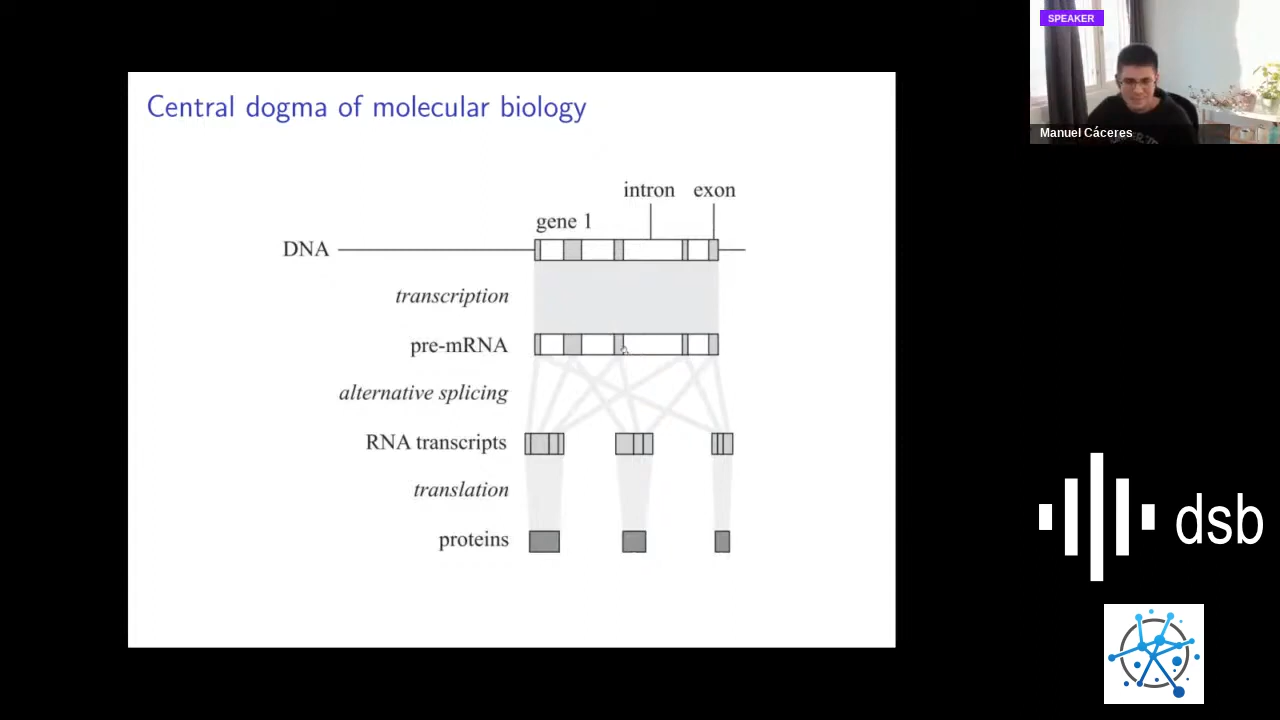 SPEAKER
Manuel Cáceres
Central dogma of molecular biology
intron exon
gene 1
DNA
transcription
pre-mRNA
alternative splicing
RNA transcripts
translation
proteins
dsb